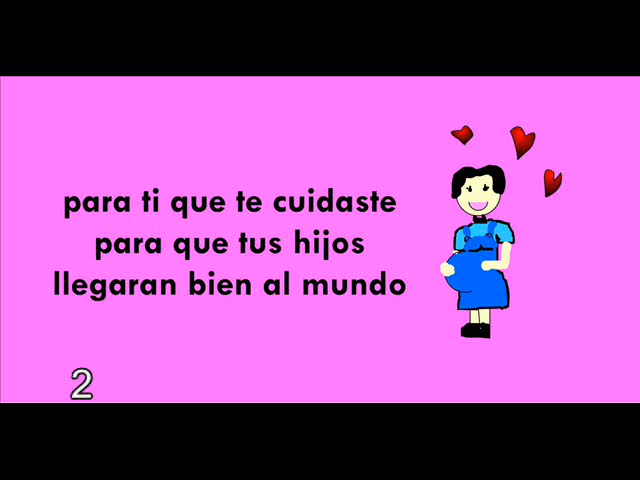 para ti que te cuidaste
para que tus hijos
llegaran bien al mundo
2